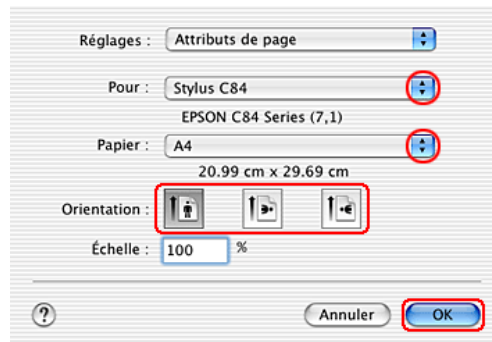 Réglages : Attributs de page
Pour : Stylus C84
EPSON C84 Series (7,1)
Papier : A4
20.99 cm x 29.69 cm
Orientation :
Échelle : 100 %
? Annuler OK